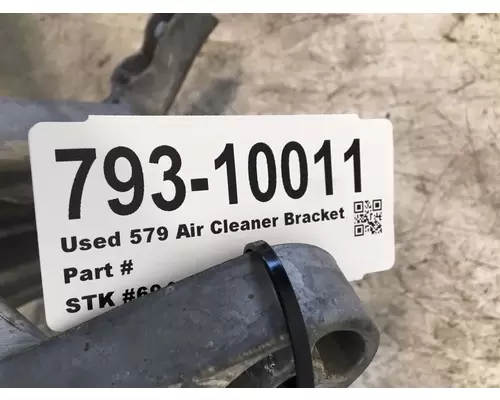 793-10011
Used 579 Air Cleaner Bracket
Part #
STK